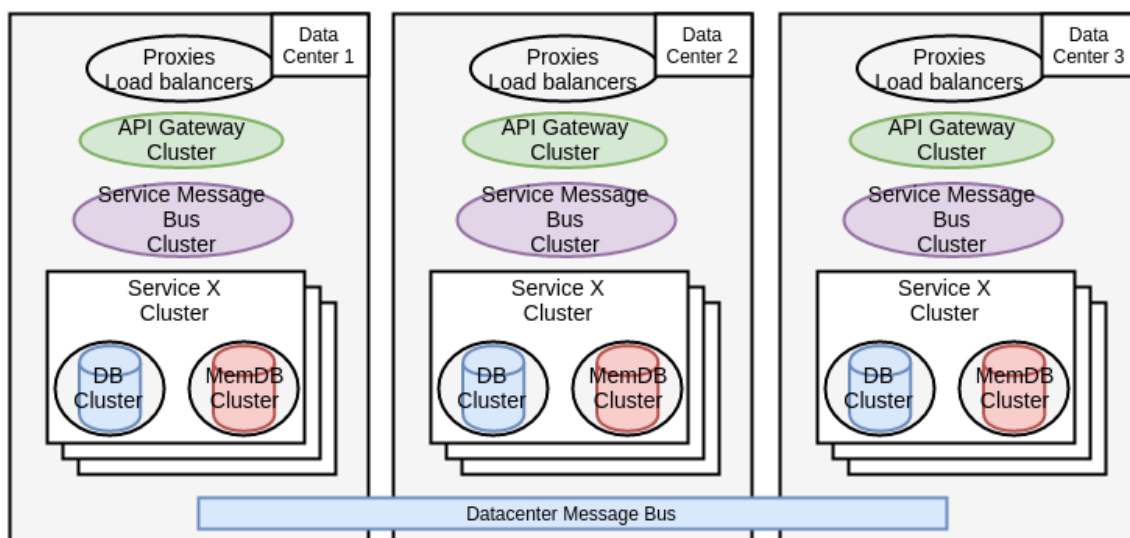 Data
Center 1
Proxies
Load balancers
API Gateway
Cluster
Service Message
Bus
Cluster
Service X
Cluster
DB
Cluster
MemDB
Cluster
Data
Center 2
Proxies
Load balancers
API Gateway
Cluster
Service Message
Bus
Cluster
Service X
Cluster
DB
Cluster
MemDB
Cluster
Data
Center 3
Proxies
Load balancers
API Gateway
Cluster
Service Message
Bus
Cluster
Service X
Cluster
DB
Cluster
MemDB
Cluster
Datacenter Message Bus